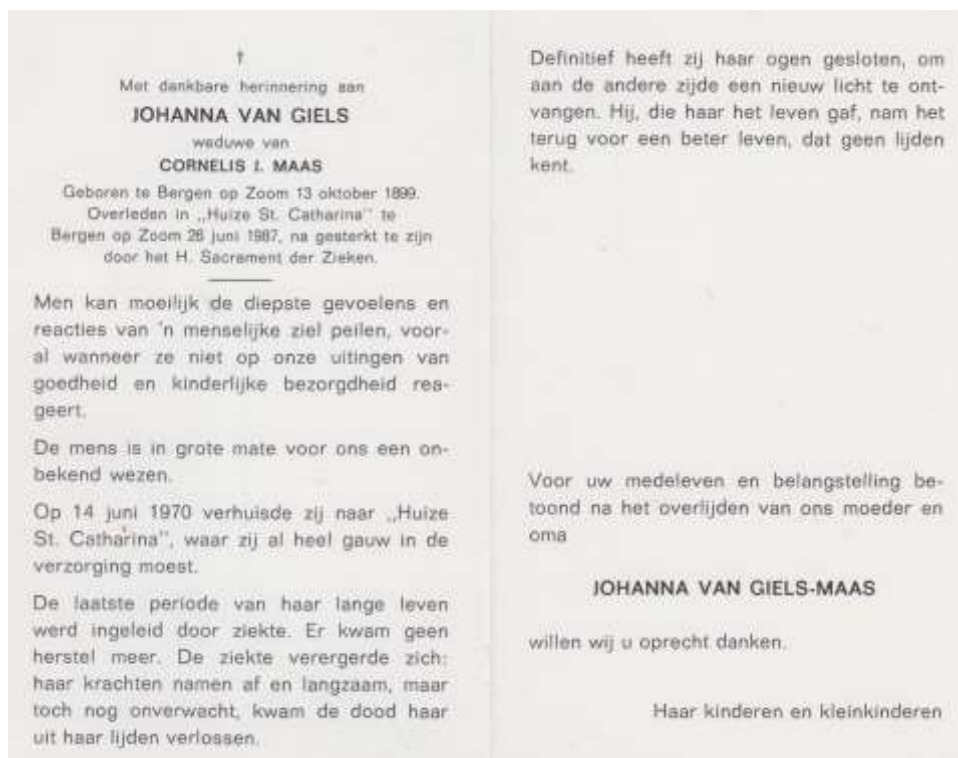 †
Met dankbare herinnering aan
JOHANNA VAN GIELS
weduwe van
CORNELIS I. MAAS
Geboren te Bergen op Zoom 13 oktober 1899.
Overleden in „Huize St. Catharina" te
Bergen op Zoom 26 juni 1987, na gesterkt te zijn
door het H. Sacrament der Zieken.
Men kan moeilijk de diepste gevoelens en
reacties van 'n menselijke ziel peilen, voor-
al wanneer ze niet op onze uitingen van
goedheid en kinderlijke bezorgdheid rea-
geert.
De mens is in grote mate voor ons een on-
bekend wezen.
Op 14 juni 1970 verhuisde zij naar „Huize
St. Catharina", waar zij al heel gauw in de
verzorging moest.
De laatste periode van haar lange leven
werd ingeleid door ziekte. Er kwam geen
herstel meer. De ziekte verergerde zich:
haar krachten namen af en langzaam, maar
toch nog onverwacht, kwam de dood haar
uit haar lijden verlossen.
Definitief heeft zij haar ogen gesloten, om
aan de andere zijde een nieuw licht te ont-
vangen. Hij, die haar het leven gaf, nam het
terug voor een beter leven, dat geen lijden
kent.
Voor uw medeleven en belangstelling be-
toond na het overlijden van ons moeder en
oma
JOHANNA VAN GIELS-MAAS
willen wij u oprecht danken.
Haar kinderen en kleinkinderen